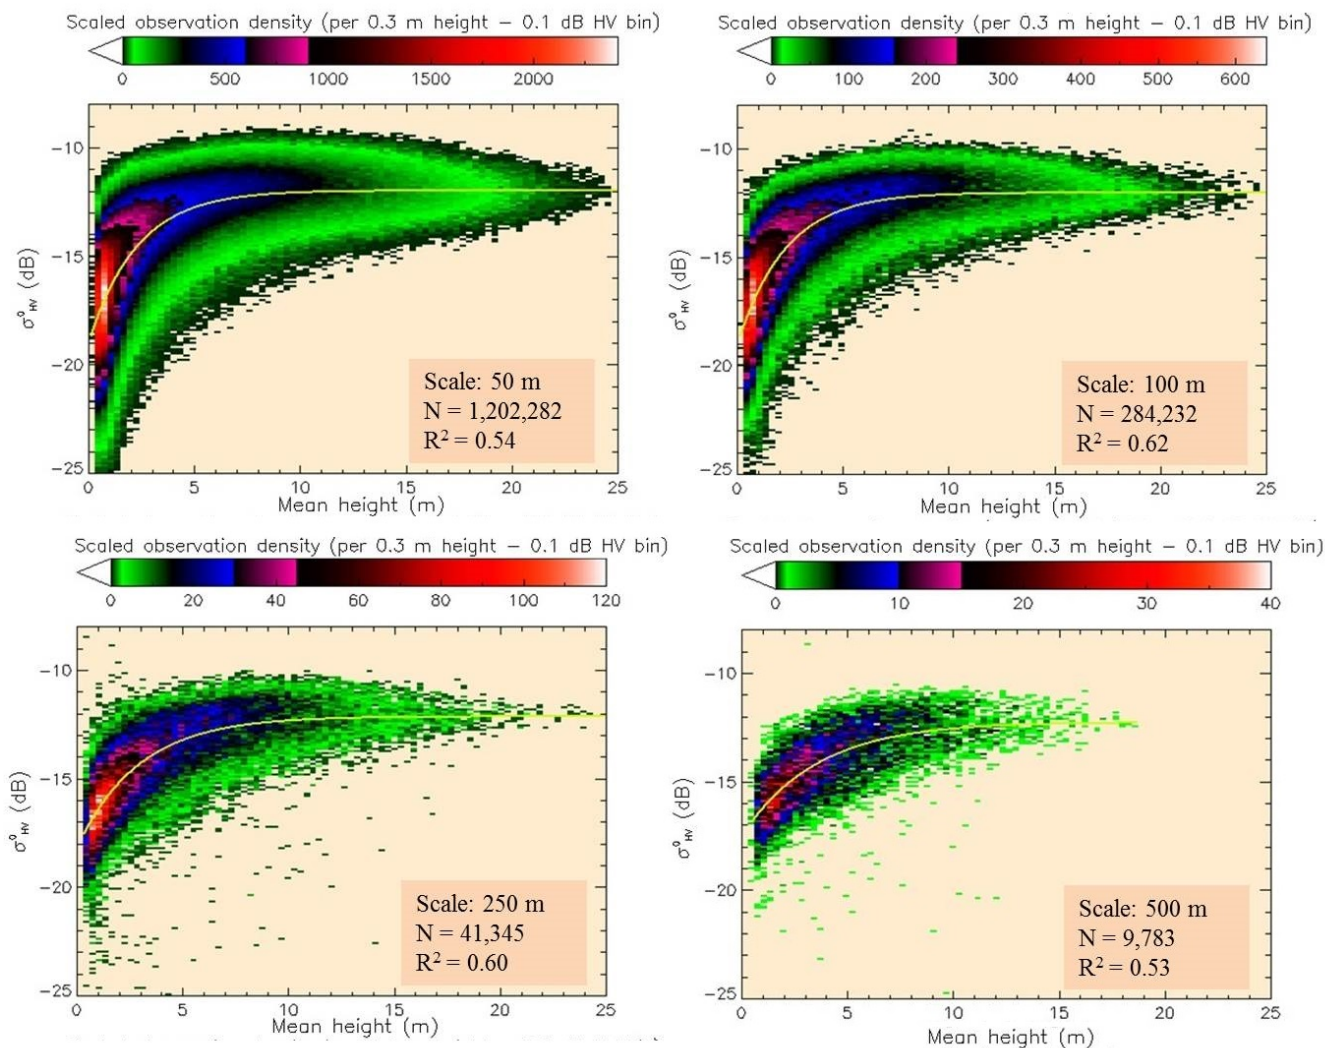 Scaled observation density (per 0.3 m height – 0.1 dB HV bin)
0 500 1000 1500 2000
-10
-15
-20
-25
σ⁰HV (dB)
Scale: 50 m
N = 1,202,282
R² = 0.54
0 5 10 15 20 25
Mean height (m)
Scaled observation density (per 0.3 m height – 0.1 dB HV bin)
0 100 200 300 400 500 600
-10
-15
-20
-25
σ⁰HV (dB)
Scale: 100 m
N = 284,232
R² = 0.62
0 5 10 15 20 25
Mean height (m)
Scaled observation density (per 0.3 m height – 0.1 dB HV bin)
0 20 40 60 80 100 120
-10
-15
-20
-25
σ⁰HV (dB)
Scale: 250 m
N = 41,345
R² = 0.60
0 5 10 15 20 25
Mean height (m)
Scaled observation density (per 0.3 m height – 0.1 dB HV bin)
0 10 20 30 40
-10
-15
-20
-25
σ⁰HV (dB)
Scale: 500 m
N = 9,783
R² = 0.53
0 5 10 15 20 25
Mean height (m)